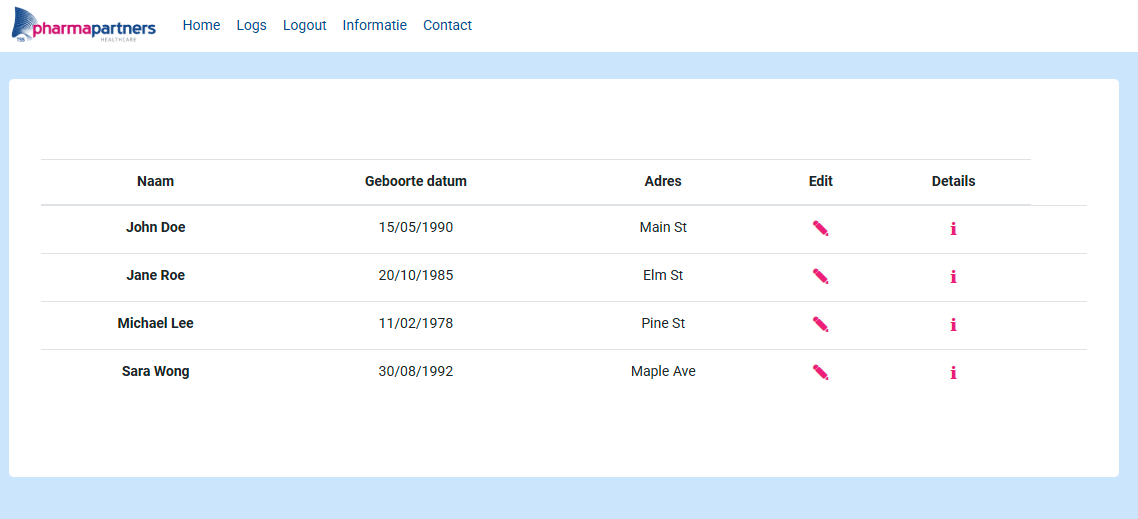 pharmapartners
HEALTHCARE
Home Logs Logout Informatie Contact
Naam Geboorte datum Adres Edit Details
John Doe 15/05/1990 Main St
Jane Roe 20/10/1985 Elm St
Michael Lee 11/02/1978 Pine St
Sara Wong 30/08/1992 Maple Ave